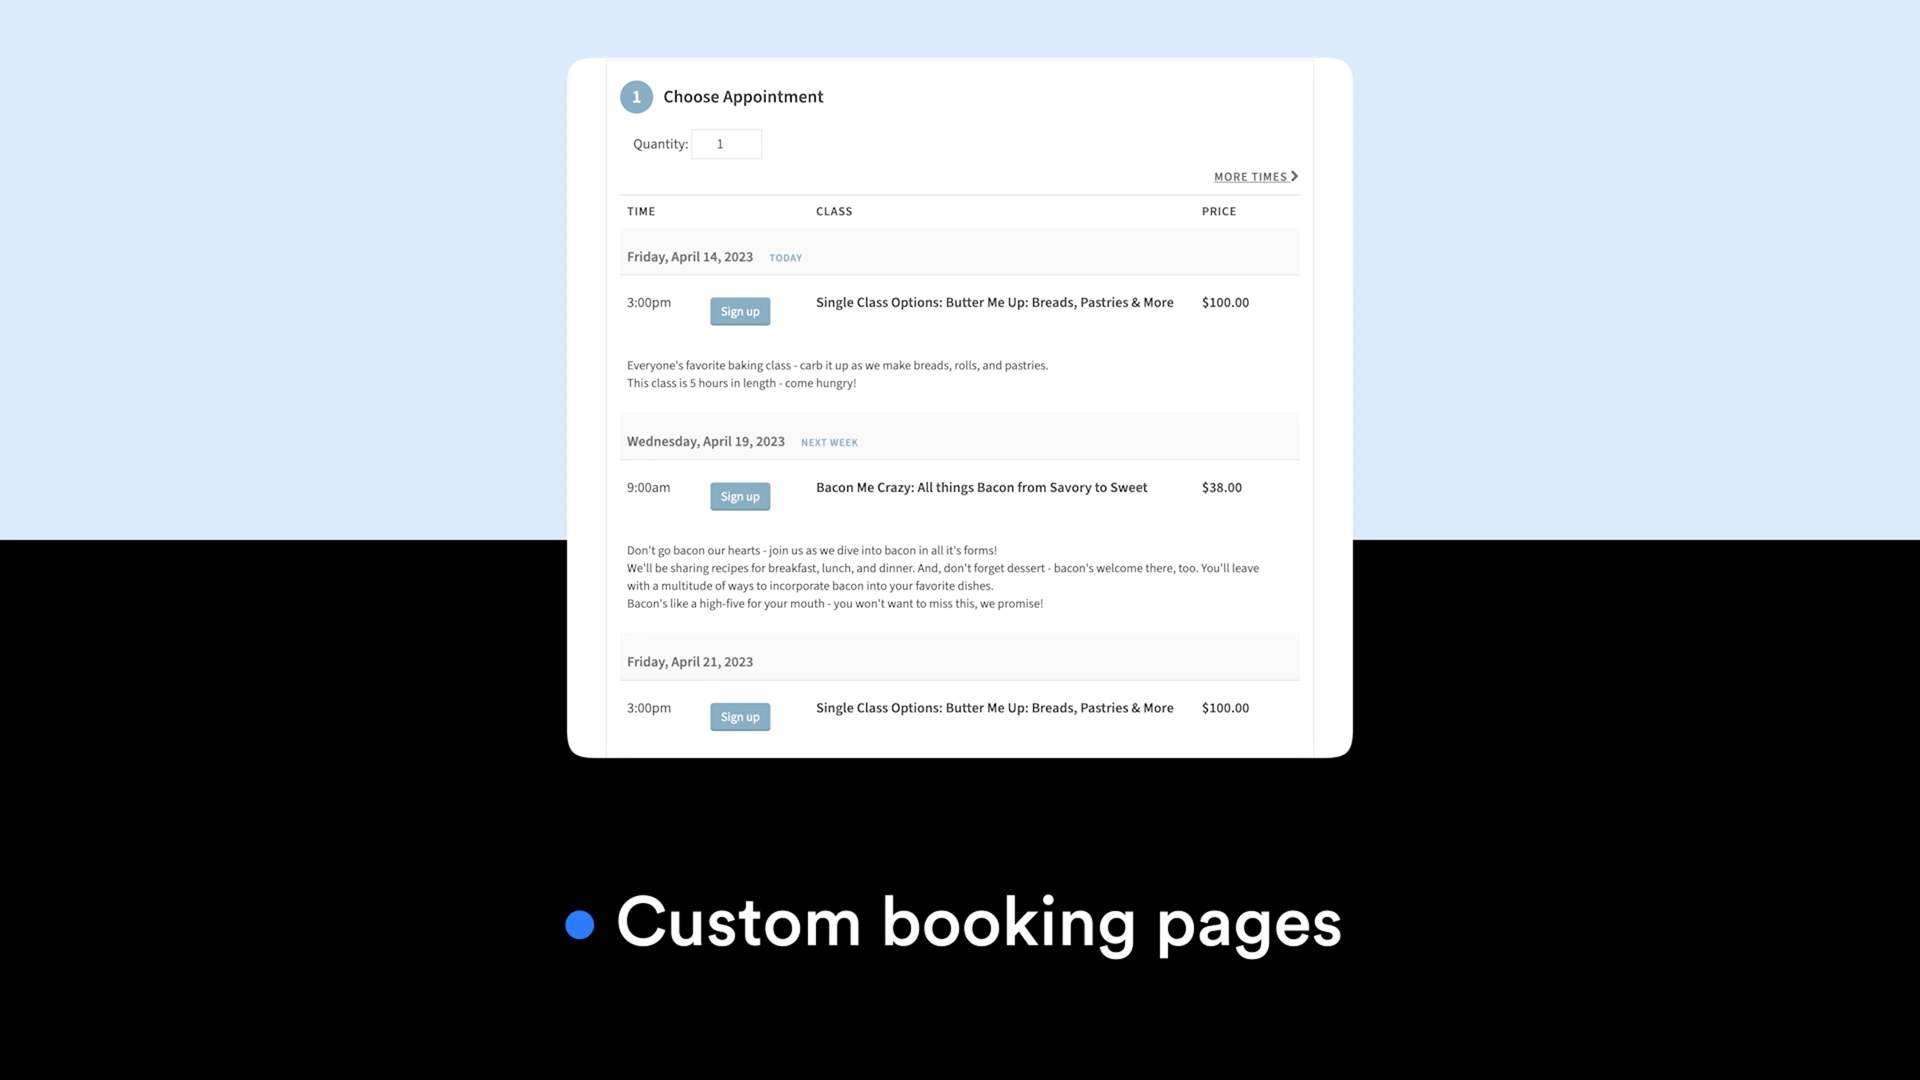 1 Choose Appointment
Quantity: 1
MORE TIMES
TIME CLASS PRICE
Friday, April 14, 2023 TODAY
3:00pm Sign up Single Class Options: Butter Me Up: Breads, Pastries & More $100.00
Everyone's favorite baking class - carb it up as we make breads, rolls, and pastries.
This class is 5 hours in length - come hungry!
Wednesday, April 19, 2023 NEXT WEEK
9:00am Sign up Bacon Me Crazy: All things Bacon from Savory to Sweet $38.00
Don't go bacon our hearts - join us as we dive into bacon in all it's forms!
We'll be sharing recipes for breakfast, lunch, and dinner. And, don't forget dessert - bacon's welcome there, too. You'll leave
with a multitude of ways to incorporate bacon into your favorite dishes.
Bacon's like a high-five for your mouth - you won't want to miss this, we promise!
Friday, April 21, 2023
3:00pm Sign up Single Class Options: Butter Me Up: Breads, Pastries & More $100.00
Custom booking pages